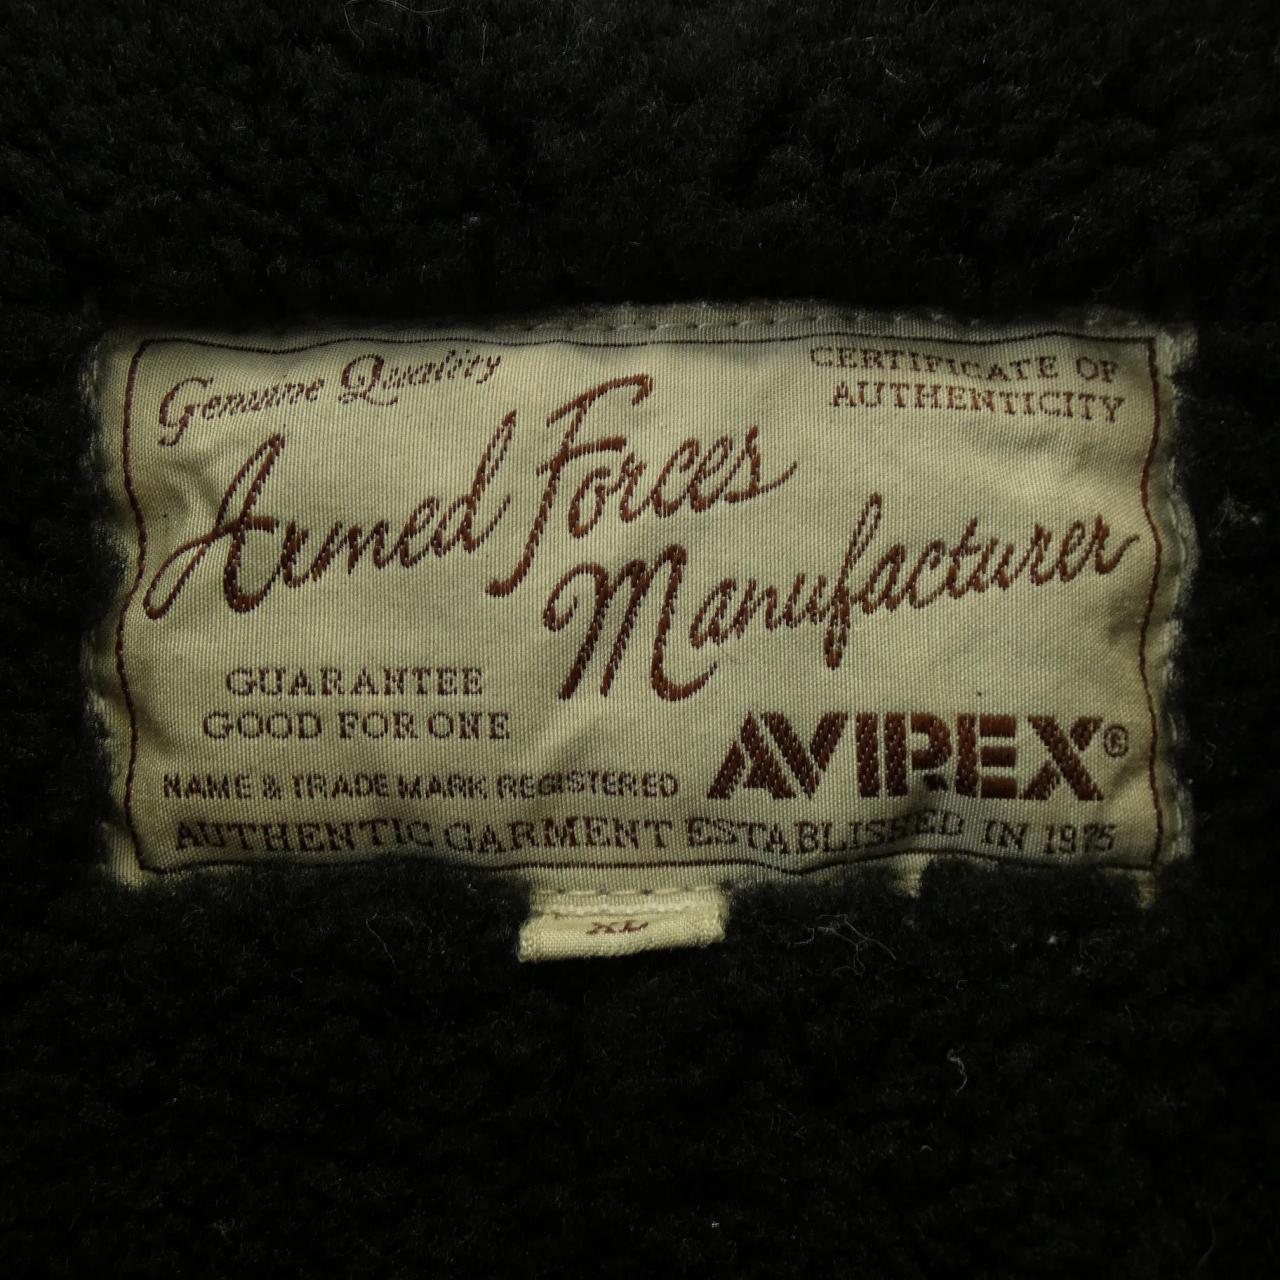 Genuine Quality
CERTIFICATE OF
AUTHENTICITY
Armed Forces
Manufacturer
GUARANTEE
GOOD FOR ONE
AVIREX®
NAME & TRADE MARK REGISTERED
AUTHENTIC GARMENT ESTABLISHED IN 1975
XL